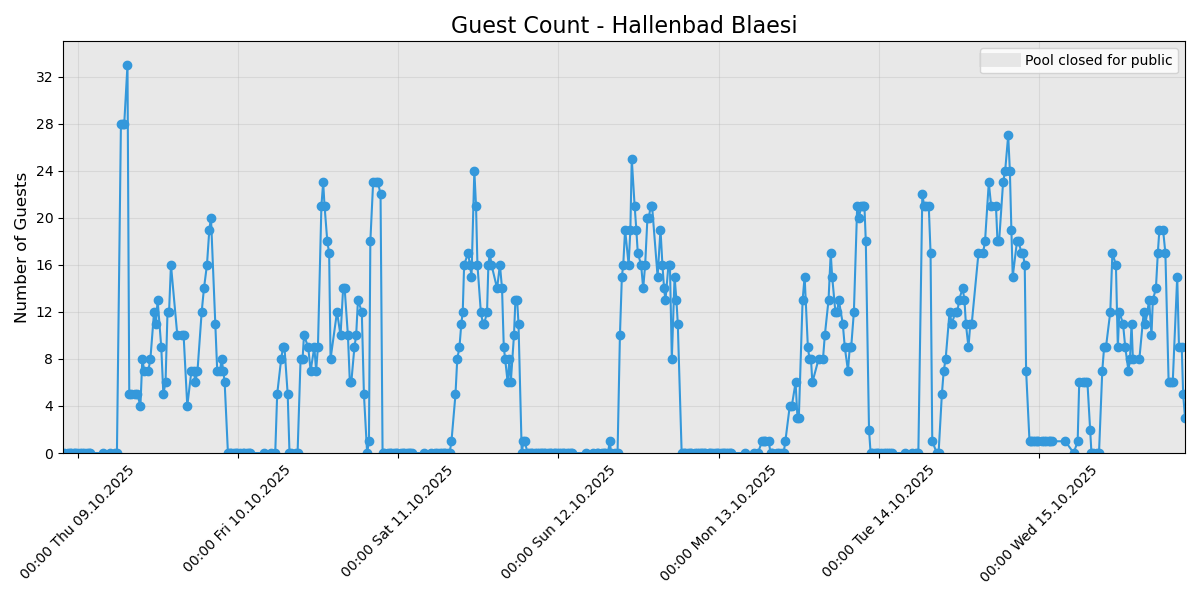 Guest Count - Hallenbad Blaesi
Pool closed for public
Number of Guests
32
28
24
20
16
12
8
4
0
00:00 Thu 09.10.2025
00:00 Fri 10.10.2025
00:00 Sat 11.10.2025
00:00 Sun 12.10.2025
00:00 Mon 13.10.2025
00:00 Tue 14.10.2025
00:00 Wed 15.10.2025